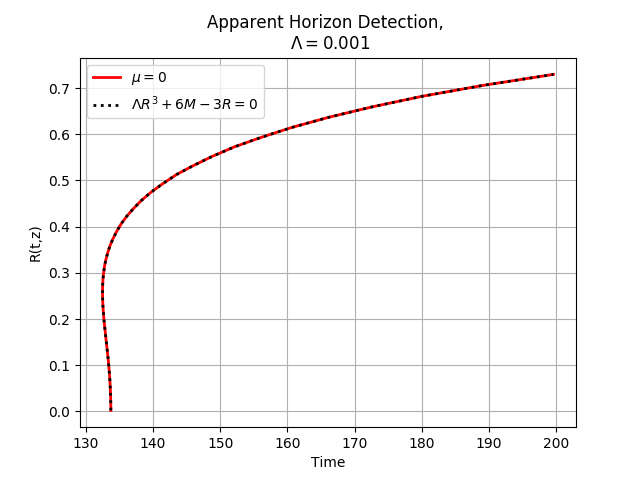 Apparent Horizon Detection,
Λ = 0.001
μ = 0
ΛR³ + 6M − 3R = 0
R(t,z)
0.7
0.6
0.5
0.4
0.3
0.2
0.1
0.0
130 140 150 160 170 180 190 200
Time